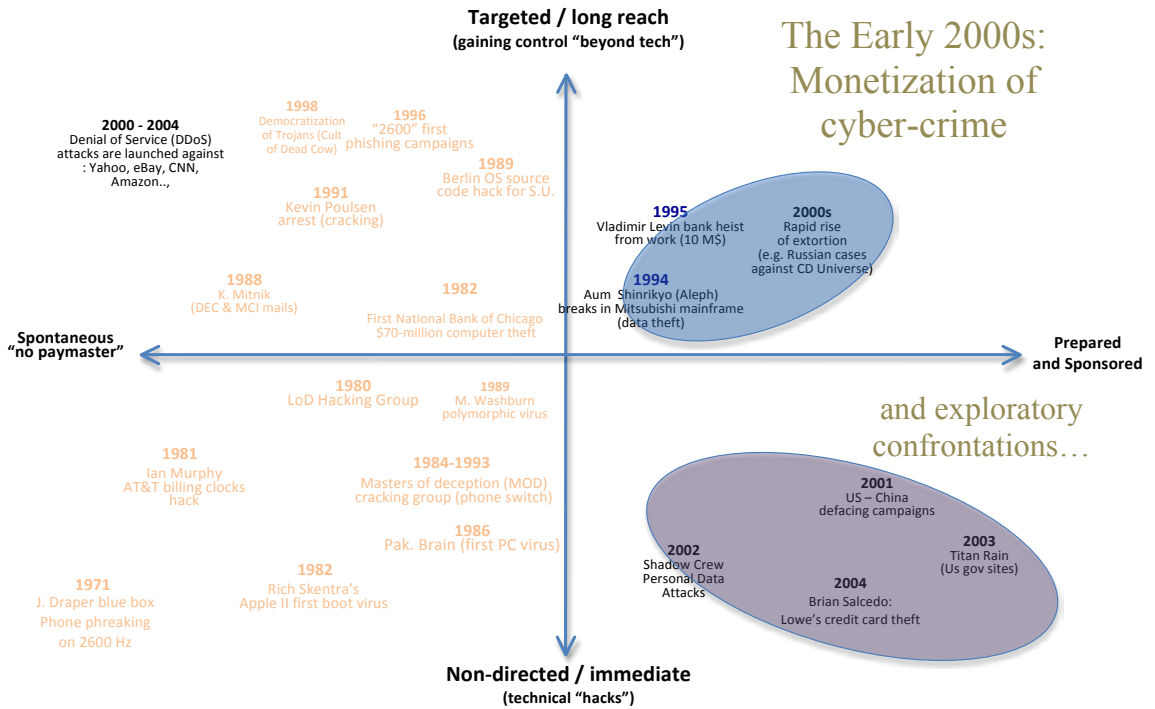 Targeted / long reach
(gaining control “beyond tech”)
The Early 2000s:
Monetization of
cyber-crime
2000 - 2004
Denial of Service (DDoS)
attacks are launched against
: Yahoo, eBay, CNN,
Amazon..,
1998
Democratization
of Trojans (Cult
of Dead Cow)
1996
“2600” first
phishing campaigns
1989
Berlin OS source
code hack for S.U.
1991
Kevin Poulsen
arrest (cracking)
1995
Vladimir Levin bank heist
from work (10 M$)
2000s
Rapid rise
of extortion
(e.g. Russian cases
against CD Universe)
1988
K. Mitnik
(DEC & MCI mails)
1982
First National Bank of Chicago
$70-million computer theft
1994
Aum Shinrikyo (Aleph)
breaks in Mitsubishi mainframe
(data theft)
Spontaneous
“no paymaster”
Prepared
and Sponsored
1980
LoD Hacking Group
1989
M. Washburn
polymorphic virus
and exploratory
confrontations…
1981
Ian Murphy
AT&T billing clocks
hack
1984-1993
Masters of deception (MOD)
cracking group (phone switch)
2001
US – China
defacing campaigns
1986
Pak. Brain (first PC virus)
2003
Titan Rain
(Us gov sites)
2002
Shadow Crew
Personal Data
Attacks
1971
J. Draper blue box
Phone phreaking
on 2600 Hz
1982
Rich Skentra’s
Apple II first boot virus
2004
Brian Salcedo:
Lowe’s credit card theft
Non-directed / immediate
(technical “hacks”)